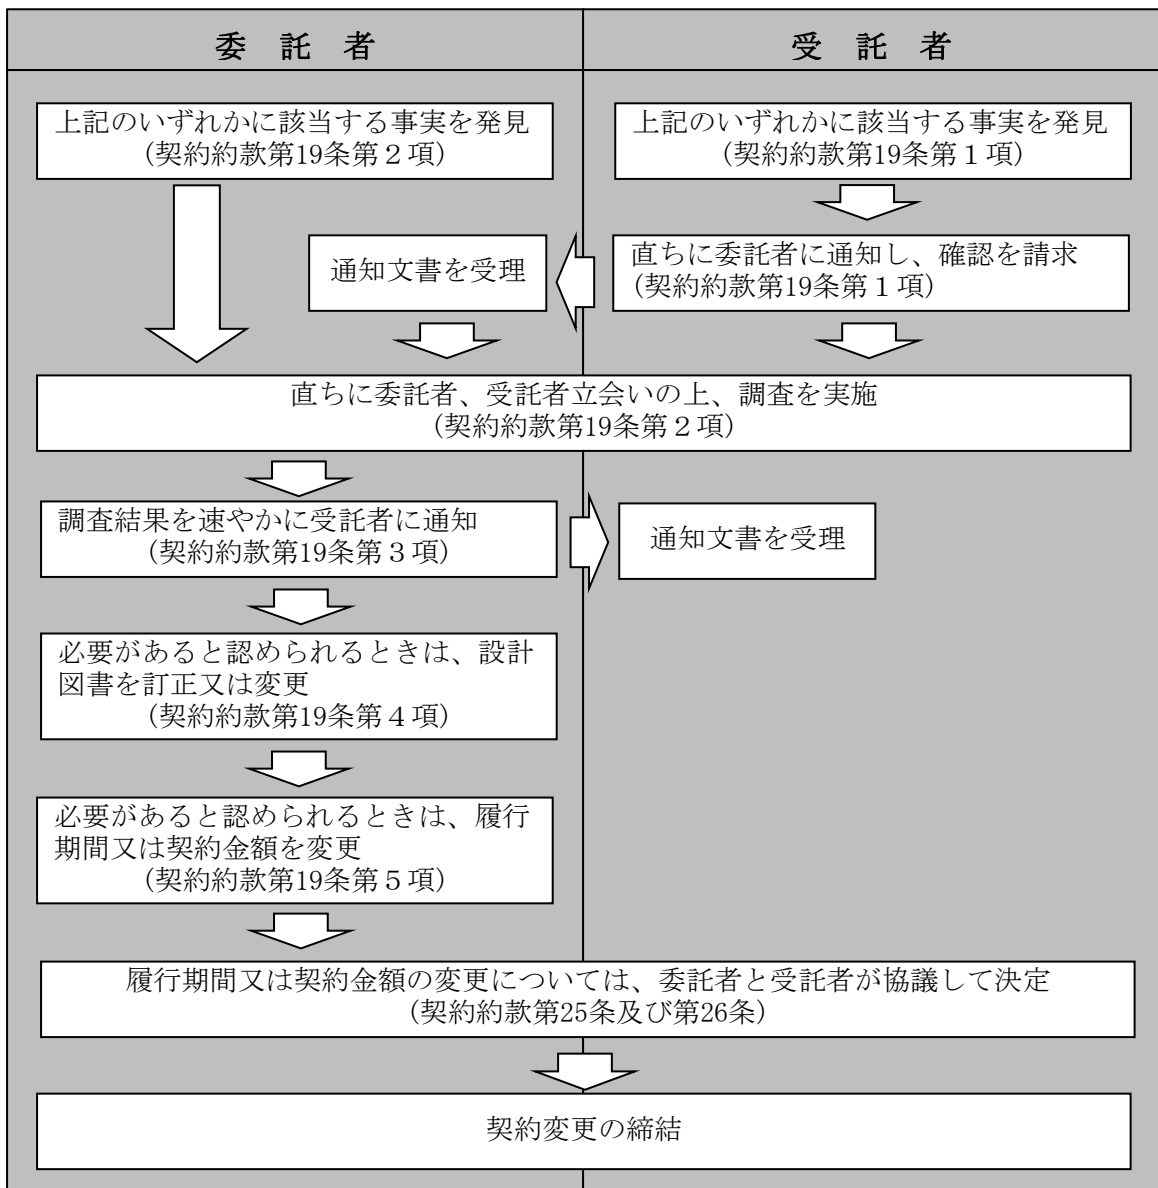 委 託 者
受 託 者
上記のいずれかに該当する事実を発見
(契約約款第19条第２項)
上記のいずれかに該当する事実を発見
(契約約款第19条第１項)
通知文書を受理
直ちに委託者に通知し、確認を請求
(契約約款第19条第１項)
直ちに委託者、受託者立会いの上、調査を実施
(契約約款第19条第２項)
調査結果を速やかに受託者に通知
(契約約款第19条第３項)
通知文書を受理
必要があると認められるときは、設計
図書を訂正又は変更
(契約約款第19条第４項)
必要があると認められるときは、履行
期間又は契約金額を変更
(契約約款第19条第５項)
履行期間又は契約金額の変更については、委託者と受託者が協議して決定
(契約約款第25条及び第26条)
契約変更の締結